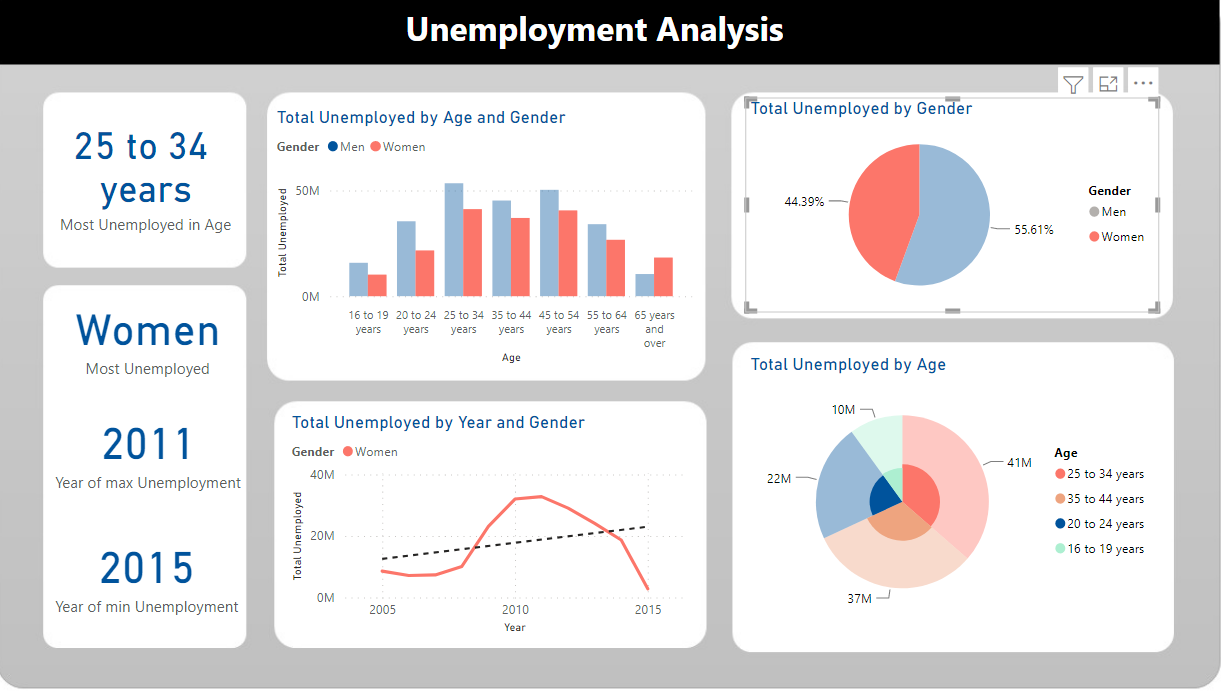 Unemployment Analysis
25 to 34
years
Most Unemployed in Age
Women
Most Unemployed
2011
Year of max Unemployment
2015
Year of min Unemployment
Total Unemployed by Age and Gender
Gender Men Women
Total Unemployed
50M
0M
16 to 19 years
20 to 24 years
25 to 34 years
35 to 44 years
45 to 54 years
55 to 64 years
65 years and over
Age
Total Unemployed by Year and Gender
Gender Women
Total Unemployed
40M
20M
0M
2005 2010 2015
Year
Total Unemployed by Gender
44.39%
55.61%
Gender
Men
Women
Total Unemployed by Age
10M
22M
41M
37M
Age
25 to 34 years
35 to 44 years
20 to 24 years
16 to 19 years